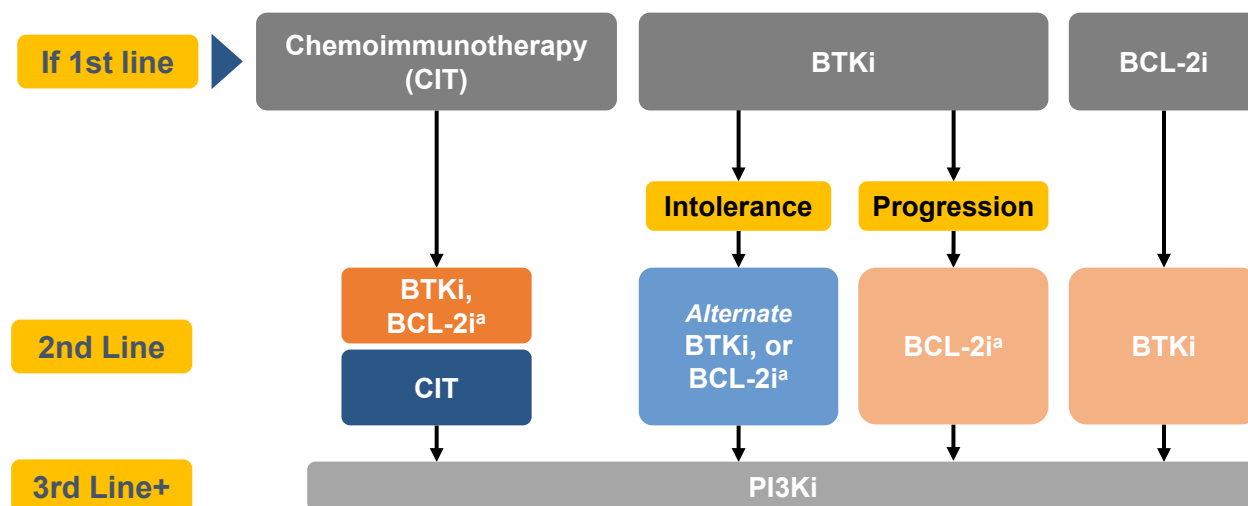 If 1st line
Chemoimmunotherapy
(CIT)
BTKi
BCL-2i
Intolerance
Progression
2nd Line
BTKi,
BCL-2iᵃ
CIT
Alternate
BTKi, or
BCL-2iᵃ
BCL-2iᵃ
BTKi
3rd Line+
PI3Ki